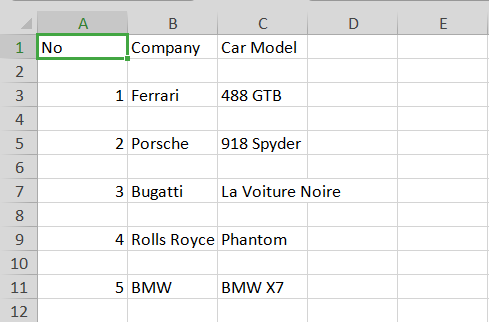 A B C D E
1 No Company Car Model
2
3 1 Ferrari 488 GTB
4
5 2 Porsche 918 Spyder
6
7 3 Bugatti La Voiture Noire
8
9 4 Rolls Royce Phantom
10
11 5 BMW BMW X7
12